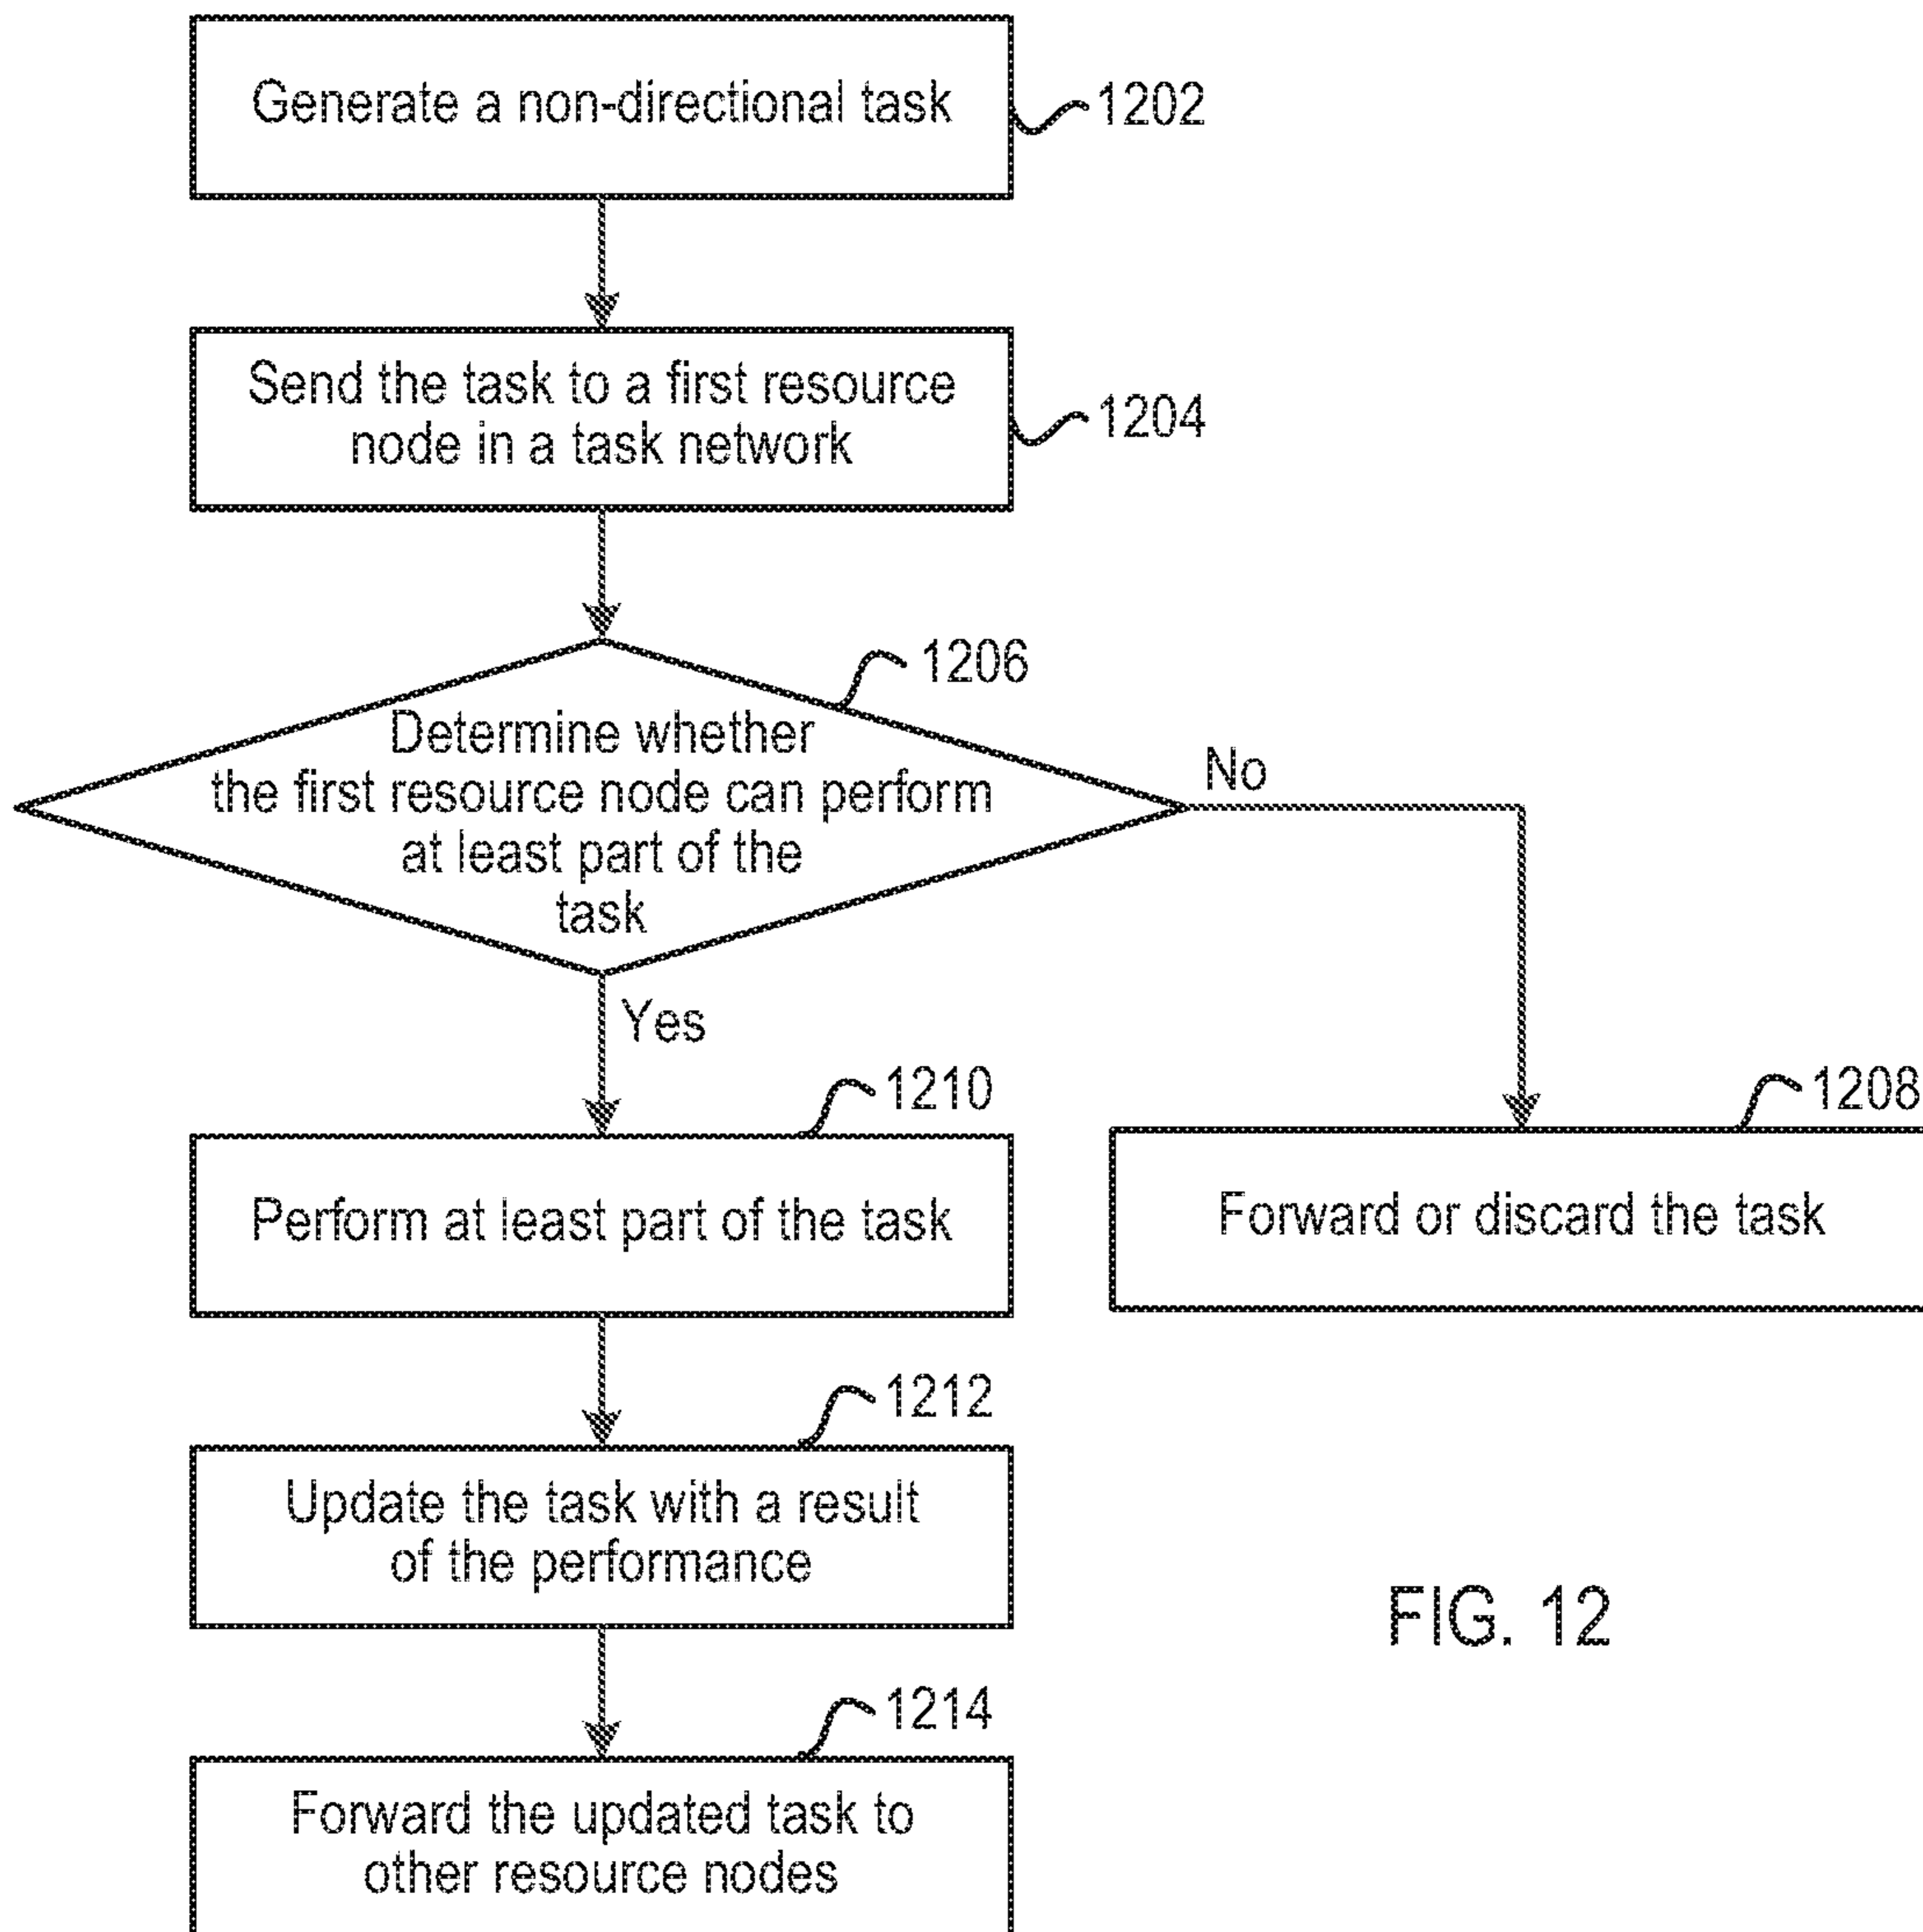 Generate a non-directional task
1202
Send the task to a first resource
node in a task network
1204
1206
Determine whether
the first resource node can perform
at least part of the
task
No
Yes
1210
Perform at least part of the task
1208
Forward or discard the task
1212
Update the task with a result
of the performance
FIG. 12
1214
Forward the updated task to
other resource nodes